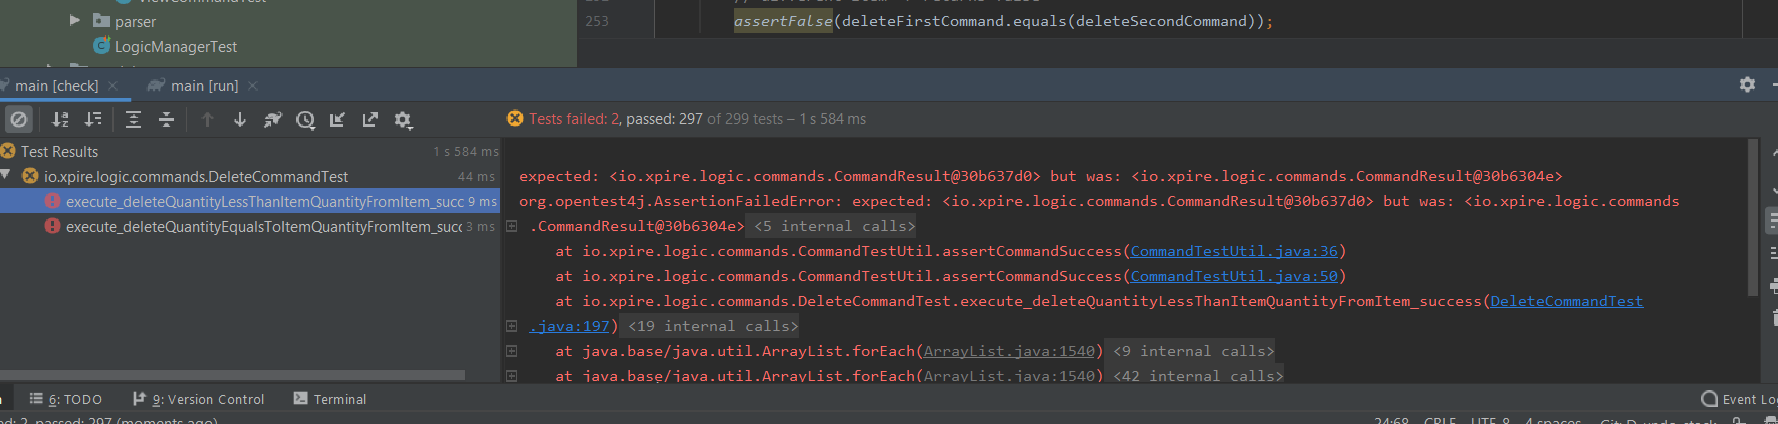 ViewCommandTest
parser
LogicManagerTest
253 assertFalse(deleteFirstCommand.equals(deleteSecondCommand));
main [check] main [run]
Tests failed: 2, passed: 297 of 299 tests – 1 s 584 ms
Test Results 1 s 584 ms
io.xpire.logic.commands.DeleteCommandTest 44 ms
execute_deleteQuantityLessThanItemQuantityFromItem_succ 9 ms
execute_deleteQuantityEqualsToItemQuantityFromItem_succ 3 ms
expected: <io.xpire.logic.commands.CommandResult@30b637d0> but was: <io.xpire.logic.commands.CommandResult@30b6304e>
org.opentest4j.AssertionFailedError: expected: <io.xpire.logic.commands.CommandResult@30b637d0> but was: <io.xpire.logic.commands
.CommandResult@30b6304e> <5 internal calls>
at io.xpire.logic.commands.CommandTestUtil.assertCommandSuccess(CommandTestUtil.java:36)
at io.xpire.logic.commands.CommandTestUtil.assertCommandSuccess(CommandTestUtil.java:50)
at io.xpire.logic.commands.DeleteCommandTest.execute_deleteQuantityLessThanItemQuantityFromItem_success(DeleteCommandTest
.java:197) <19 internal calls>
at java.base/java.util.ArrayList.forEach(ArrayList.java:1540) <9 internal calls>
at java.base/java.util.ArrayList.forEach(ArrayList.java:1540) <42 internal calls>
6: TODO 9: Version Control Terminal Event Log
ed: 2, passed: 297 (moments ago) 24:68 CRLF UTF-8 4 spaces